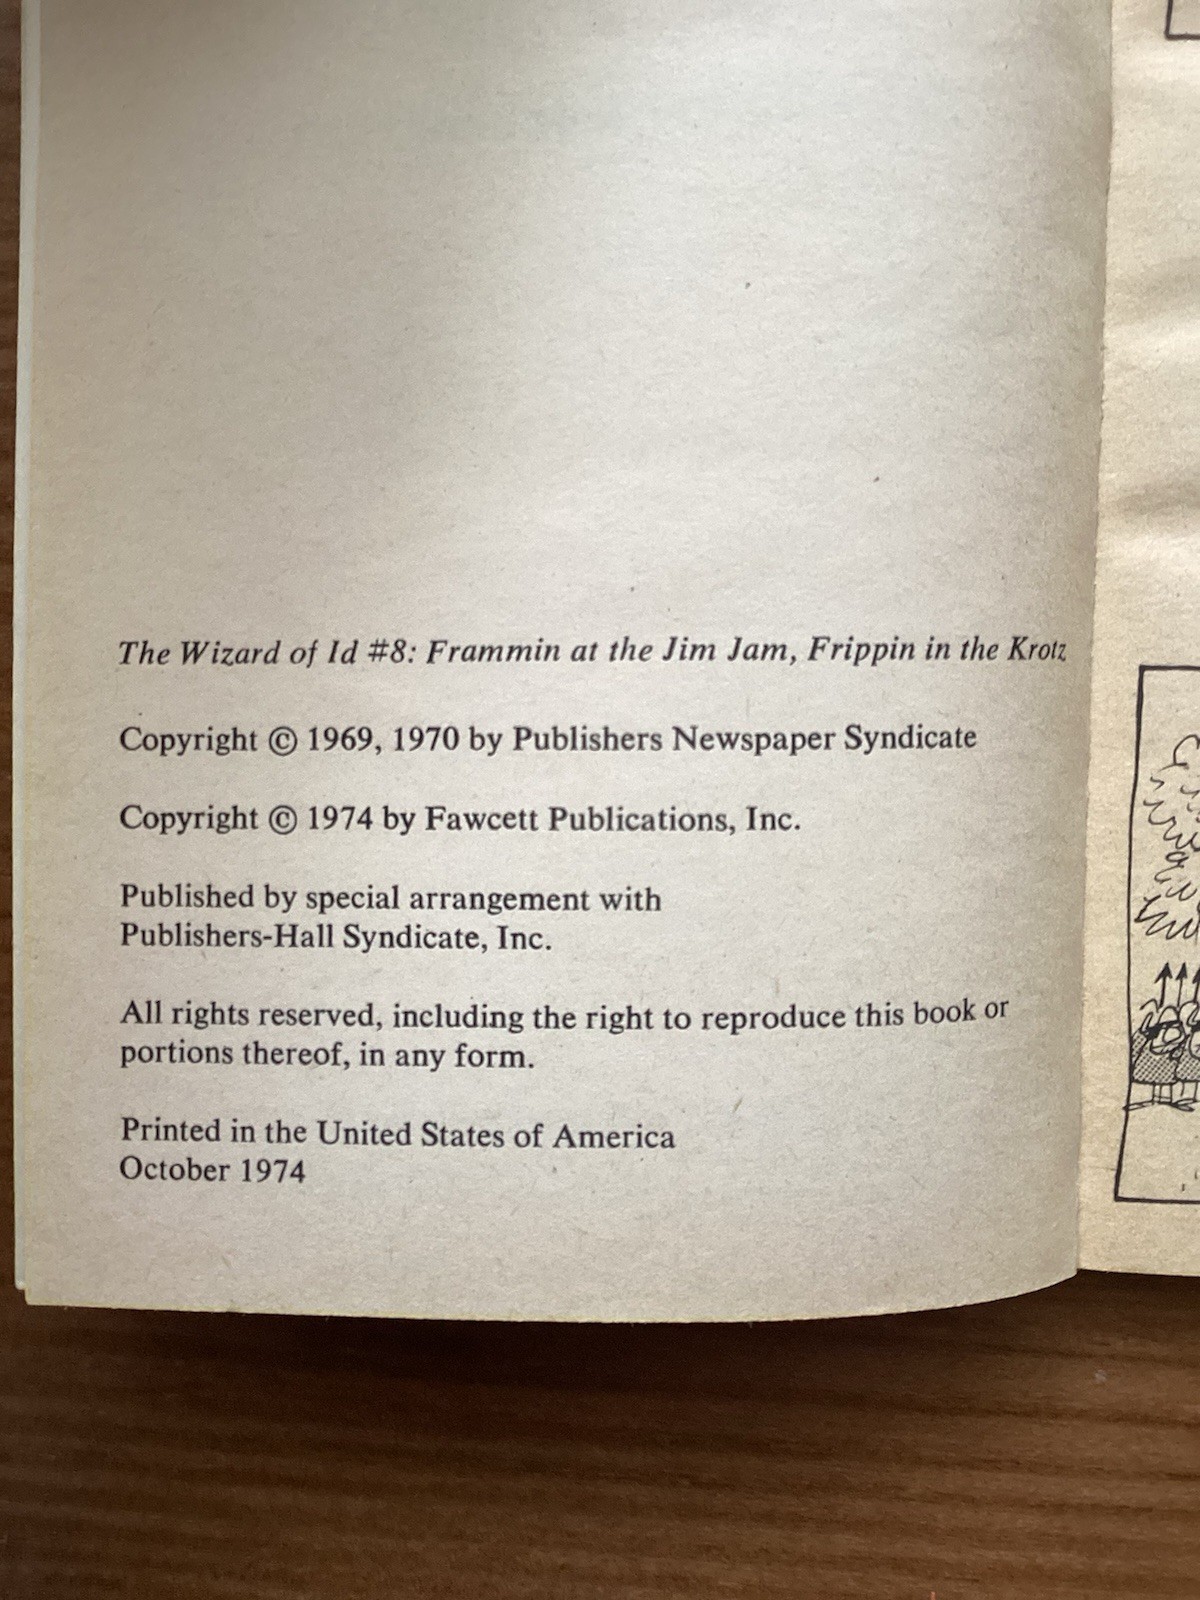 The Wizard of Id #8: Frammin at the Jim Jam, Frippin in the Krotz
Copyright © 1969, 1970 by Publishers Newspaper Syndicate
Copyright © 1974 by Fawcett Publications, Inc.
Published by special arrangement with
Publishers-Hall Syndicate, Inc.
All rights reserved, including the right to reproduce this book or
portions thereof, in any form.
Printed in the United States of America
October 1974